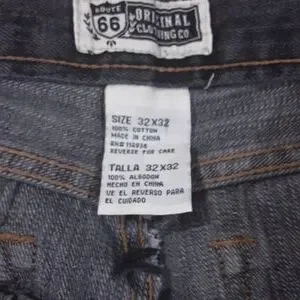 ROUTE
66
ORIGINAL
CLOTHING CO
SIZE 32X32
100% COTTON
MADE IN CHINA
REVERSE FOR CARE
TALLA 32X32
100% ALGODON
HECHO EN CHINA
VE EL REVERSO PARA
EL CUIDADO